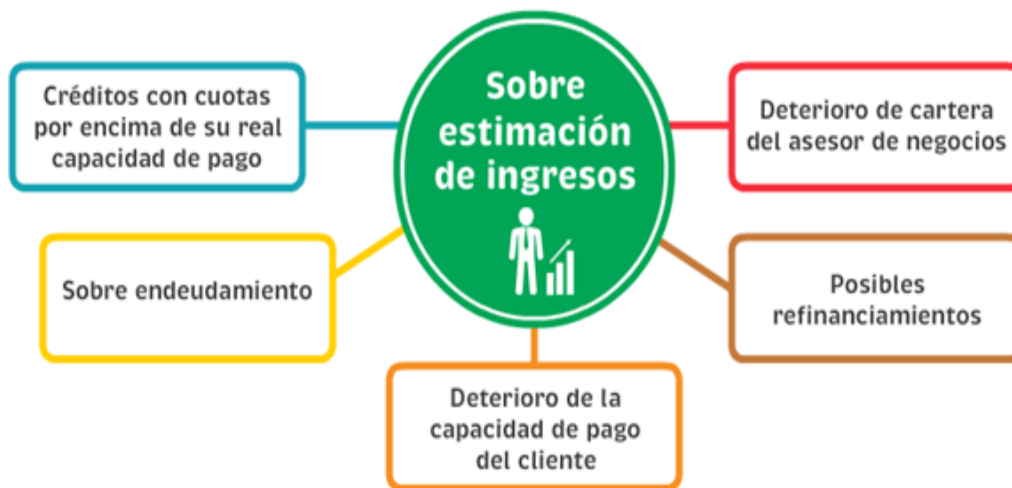 Sobre
estimación
de ingresos
Créditos con cuotas
por encima de su real
capacidad de pago
Deterioro de cartera
del asesor de negocios
Sobre endeudamiento
Posibles
refinanciamientos
Deterioro de la
capacidad de pago
del cliente